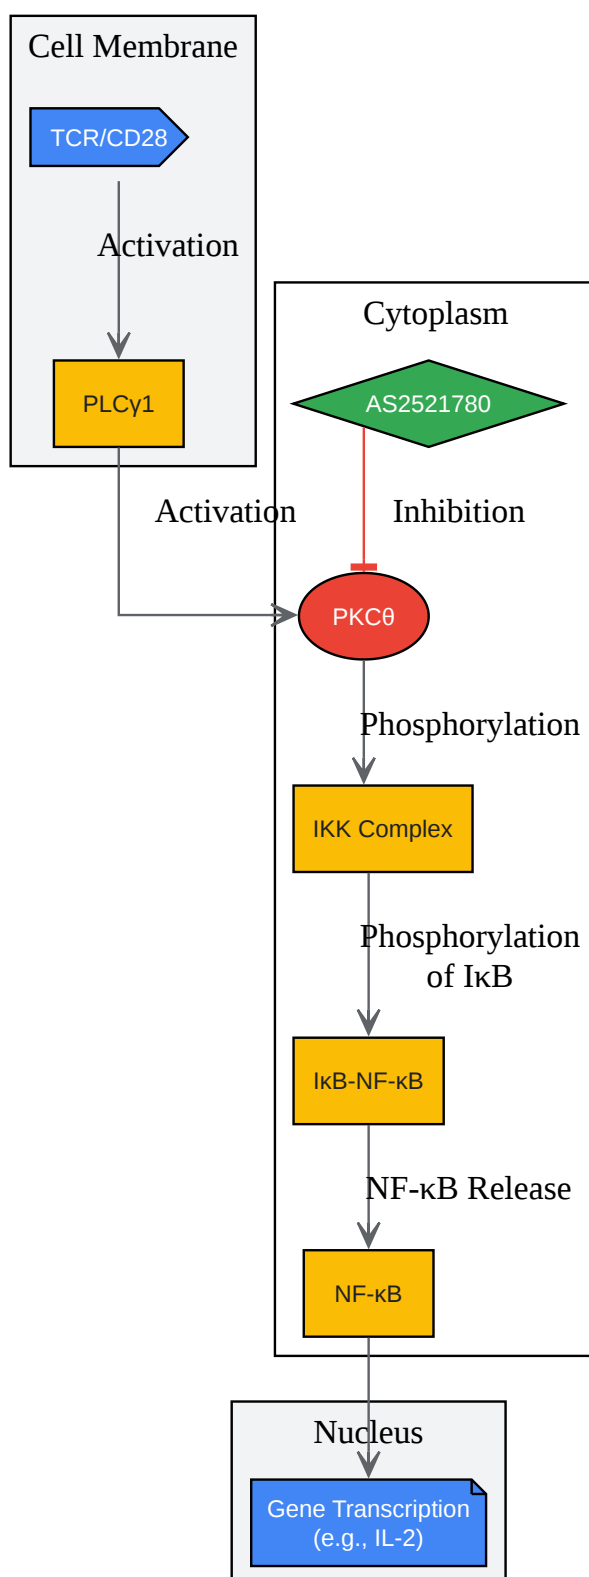 Cell Membrane
TCR/CD28
Activation
PLCγ1
Cytoplasm
AS2521780
Activation
Inhibition
PKCθ
Phosphorylation
IKK Complex
Phosphorylation
of IκB
IκB-NF-κB
NF-κB Release
NF-κB
Nucleus
Gene Transcription
(e.g., IL-2)